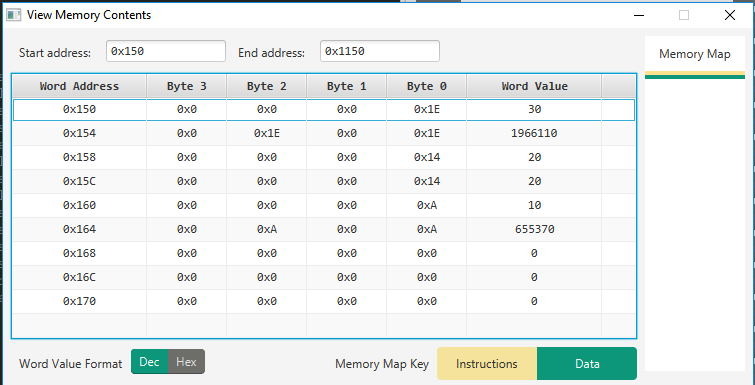 View Memory Contents
Start address: 0x150 End address: 0x1150
Memory Map
Word Address Byte 3 Byte 2 Byte 1 Byte 0 Word Value
0x150 0x0 0x0 0x0 0x1E 30
0x154 0x0 0x1E 0x0 0x1E 1966110
0x158 0x0 0x0 0x0 0x14 20
0x15C 0x0 0x0 0x0 0x14 20
0x160 0x0 0x0 0x0 0xA 10
0x164 0x0 0xA 0x0 0xA 655370
0x168 0x0 0x0 0x0 0x0 0
0x16C 0x0 0x0 0x0 0x0 0
0x170 0x0 0x0 0x0 0x0 0
Word Value Format Dec Hex Memory Map Key Instructions Data